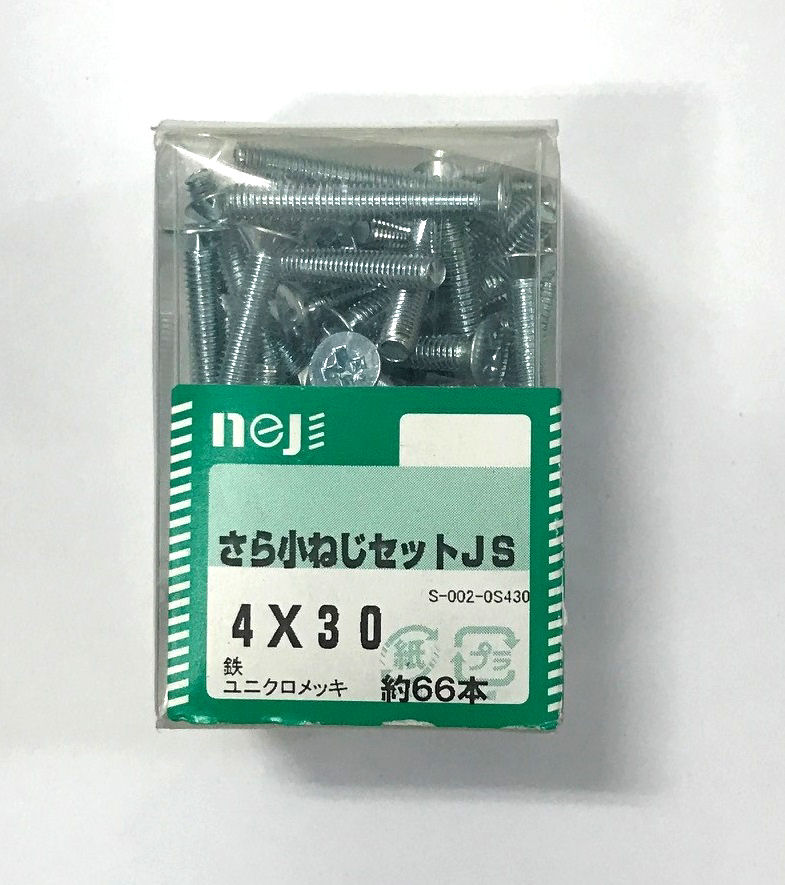 nej
さら小ねじセットJS
S-002-0S430
4X30
紙 プラ
鉄
ユニクロメッキ 約66本